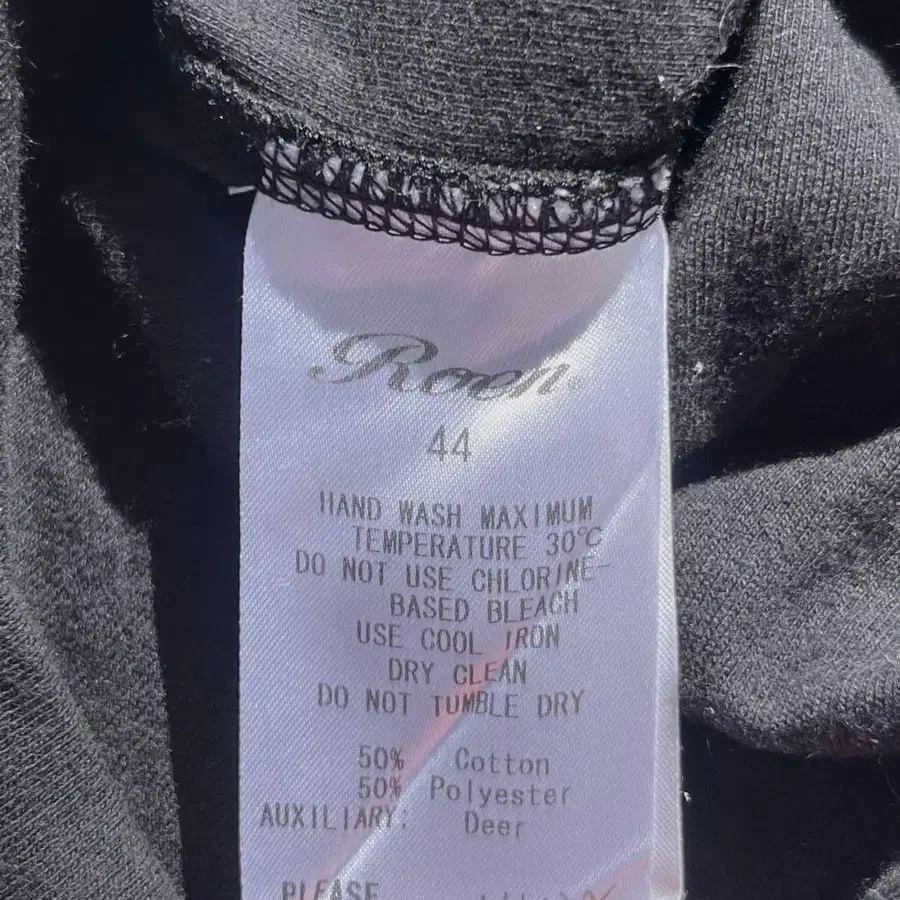 Roen
44
HAND WASH MAXIMUM
TEMPERATURE 30℃
DO NOT USE CHLORINE-
BASED BLEACH
USE COOL IRON
DRY CLEAN
DO NOT TUMBLE DRY
50% Cotton
50% Polyester
AUXILIARY: Deer
PLEASE